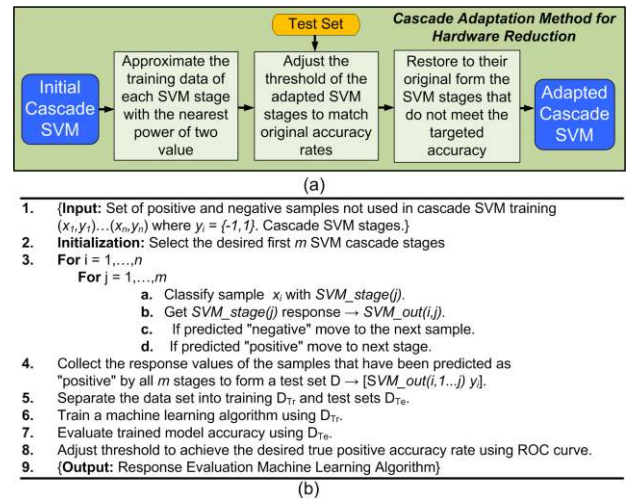 Test Set
Cascade Adaptation Method for
Hardware Reduction
Initial
Cascade
SVM
Approximate the
training data of
each SVM stage
with the nearest
power of two
value
Adjust the
threshold of the
adapted SVM
stages to match
original accuracy
rates
Restore to their
original form the
SVM stages that
do not meet the
targeted
accuracy
Adapted
Cascade
SVM
(a)
1. {Input: Set of positive and negative samples not used in cascade SVM training
(x1,y1)…(xn,yn) where yi = {-1,1}. Cascade SVM stages.}
2. Initialization: Select the desired first m SVM cascade stages
3. For i = 1,…,n
For j = 1,…,m
a. Classify sample xi with SVM_stage(j).
b. Get SVM_stage(j) response → SVM_out(i,j).
c. If predicted "negative" move to the next sample.
d. If predicted "positive" move to next stage.
4. Collect the response values of the samples that have been predicted as
"positive" by all m stages to form a test set D → [SVM_out(i,1...j) yi].
5. Separate the data set into training DTr and test sets DTe.
6. Train a machine learning algorithm using DTr.
7. Evaluate trained model accuracy using DTe.
8. Adjust threshold to achieve the desired true positive accuracy rate using ROC curve.
9. {Output: Response Evaluation Machine Learning Algorithm}
(b)